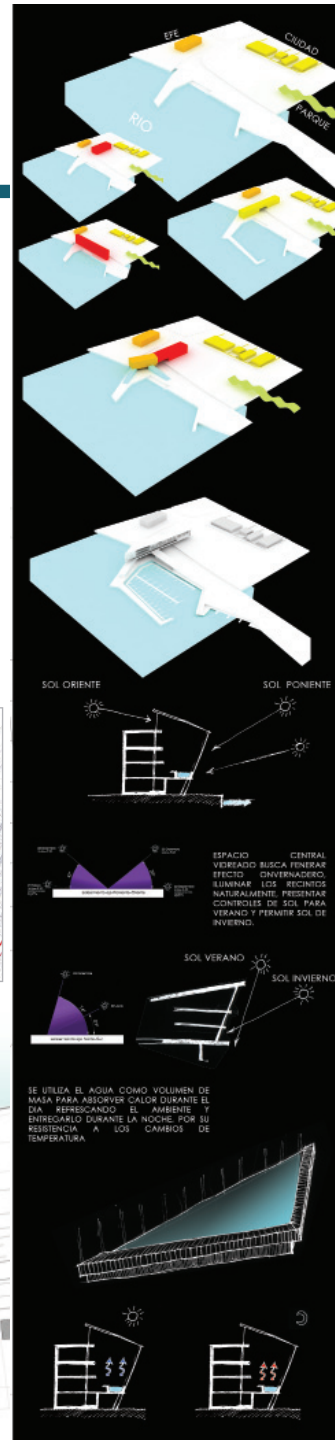 EFE
CIUDAD
RIO
PARQUE
SOL ORIENTE
SOL PONIENTE
ESPACIO CENTRAL
VIDREADO BUSCA FENERAR
EFECTO ONVERNADERO,
ILUMINAR LOS RECINTOS
NATURALMENTE, PRESENTAR
CONTROLES DE SOL PARA
VERANO Y PERMITIR SOL DE
INVIERNO.
SOL VERANO
SOL INVIERNO
SE UTILIZA EL AGUA COMO VOLUMEN DE
MASA PARA ABSORVER CALOR DURANTE EL
DIA REFRESCANDO EL AMBIENTE Y
ENTREGARLO DURANTE LA NOCHE, POR SU
RESISTENCIA A LOS CAMBIOS DE
TEMPERATURA